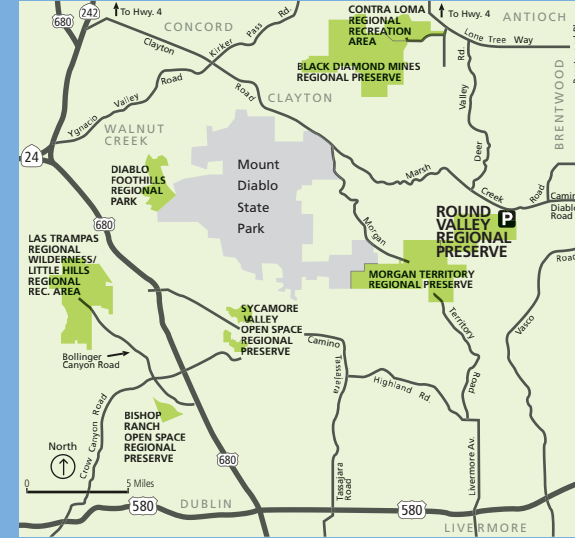 680
242
To Hwy. 4
CONCORD
Clayton
Kirker Pass Rd.
CONTRA LOMA
REGIONAL
RECREATION
AREA
To Hwy. 4
ANTIOCH
Lone Tree Way
BLACK DIAMOND MINES
REGIONAL PRESERVE
Road
CLAYTON
Ygnacio Valley Road
WALNUT
CREEK
24
BRENTWOOD
Deer Valley Rd.
Marsh Creek Road
Camin
Diabl
Road
Mount
Diablo
State
Park
DIABLO
FOOTHILLS
REGIONAL
PARK
680
ROUND
VALLEY
REGIONAL
PRESERVE
P
Morgan
LAS TRAMPAS
REGIONAL
WILDERNESS/
LITTLE HILLS
REGIONAL
REC. AREA
MORGAN TERRITORY
REGIONAL PRESERVE
Road
Vasco
SYCAMORE
VALLEY
OPEN SPACE
REGIONAL
PRESERVE
Territory
Road
Camino
Tassajara
Highland Rd.
Bollinger
Canyon Road
Crow Canyon Road
BISHOP
RANCH
OPEN SPACE
REGIONAL
PRESERVE
North
680
0 5 Miles
Tassajara
Road
Livermore Av.
580
DUBLIN
580
LIVERMORE